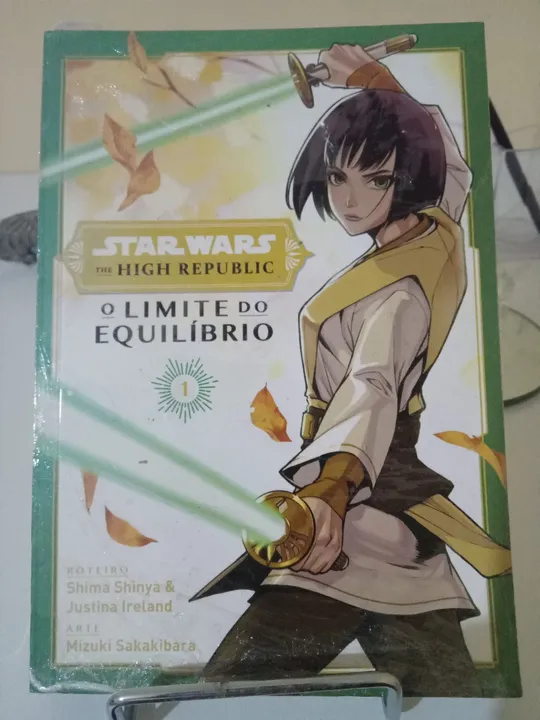 STAR WARS
THE HIGH REPUBLIC
O LIMITE DO
EQUILÍBRIO
1
ROTEIRO
Shima Shinya &
Justina Ireland
ARTE
Mizuki Sakakibara